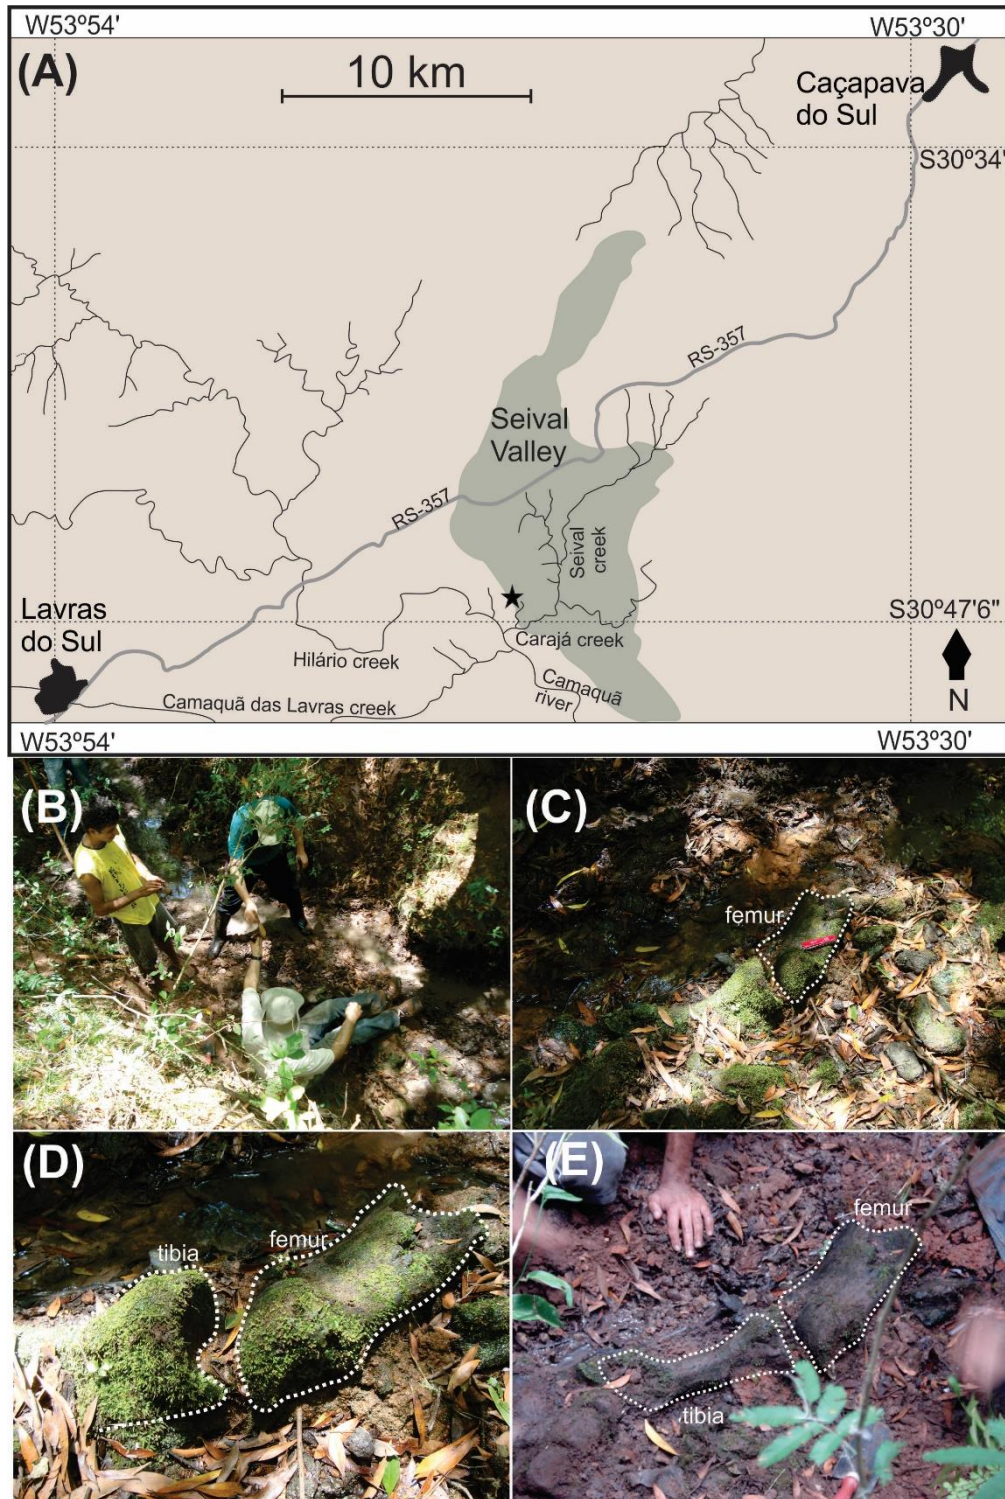 W53º54'
W53º30'
(A)
10 km
Caçapava
do Sul
S30º34'
RS-357
Seival
Valley
RS-357
Seival
creek
Lavras
do Sul
S30º47'6"
Carajá creek
Hilário creek
Camaquã
river
Camaquã das Lavras creek
N
W53º54'
W53º30'
(B)
(C)
femur
(D)
tibia
femur
(E)
femur
tibia